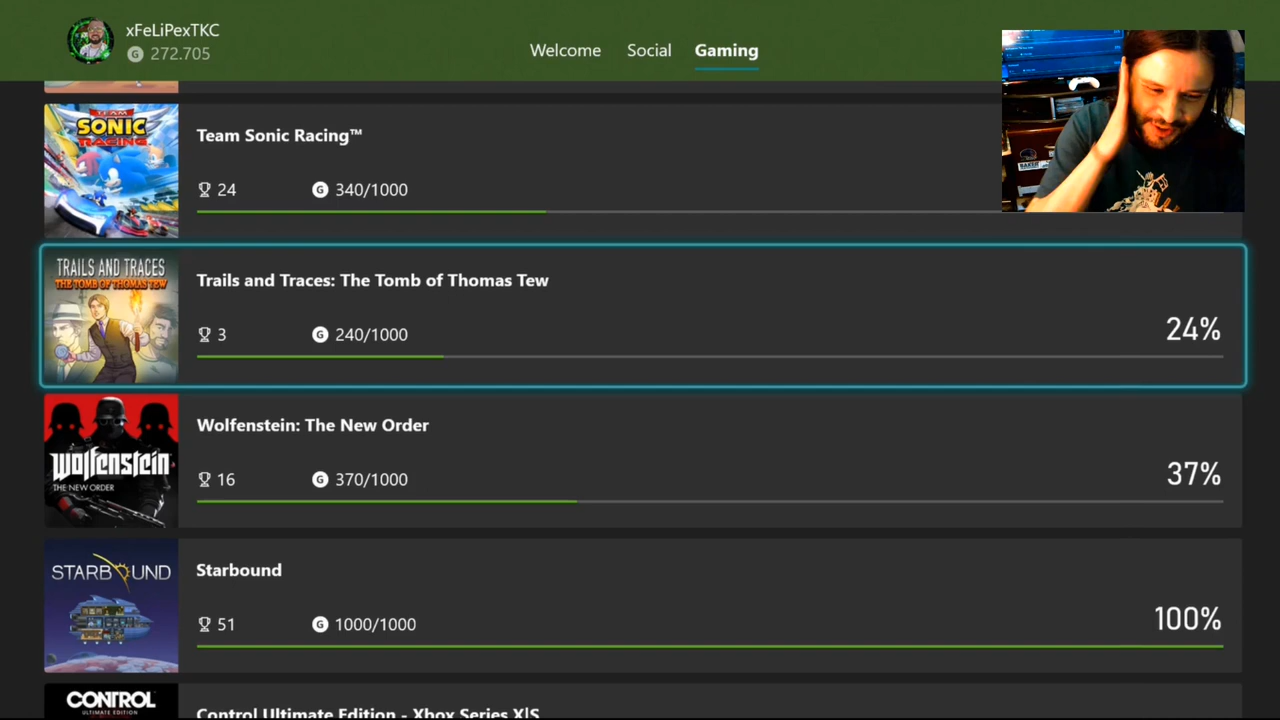 xFeLiPexTKC
G 272.705
Welcome Social Gaming
TEAM
SONIC
RACING
Team Sonic Racing™
24 G 340/1000
TRAILS AND TRACES
THE TOMB OF THOMAS TEW
Trails and Traces: The Tomb of Thomas Tew
3 G 240/1000
24%
Wolfenstein
THE NEW ORDER
Wolfenstein: The New Order
16 G 370/1000
37%
STARBOUND
Starbound
51 G 1000/1000
100%
CONTROL
ULTIMATE EDITION
Control Ultimate Edition - Xbox Series X|S